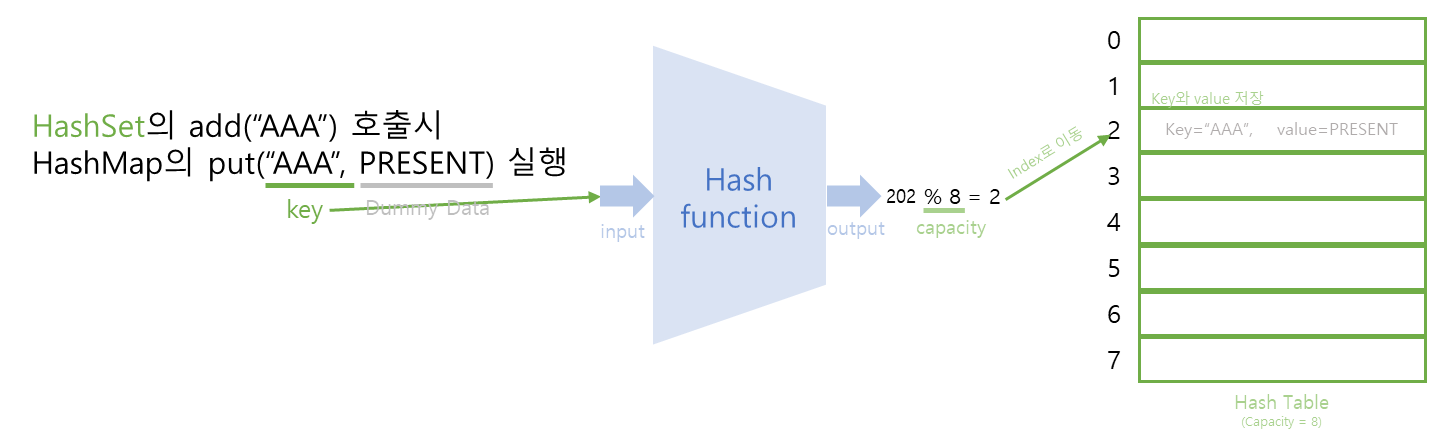 HashSet의 add(“AAA”) 호출시
HashMap의 put(“AAA”, PRESENT) 실행
key
Dummy Data
input
Hash
function
output
202 % 8 = 2
capacity
Index로 이동
0
1
Key와 value 저장
2
Key=“AAA”, value=PRESENT
3
4
5
6
7
Hash Table
(Capacity = 8)